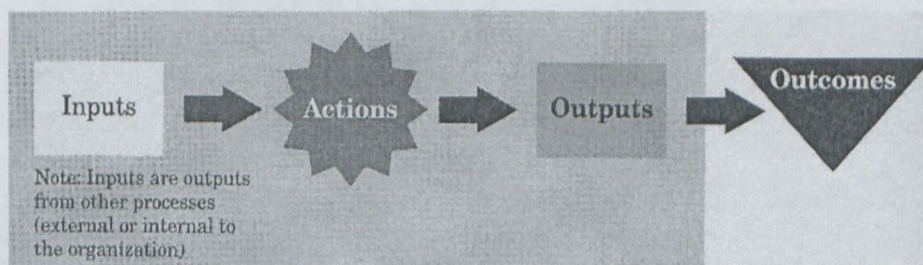 Inputs
Actions
Outputs
Outcomes
Note: Inputs are outputs
from other processes
(external or internal to
the organization)